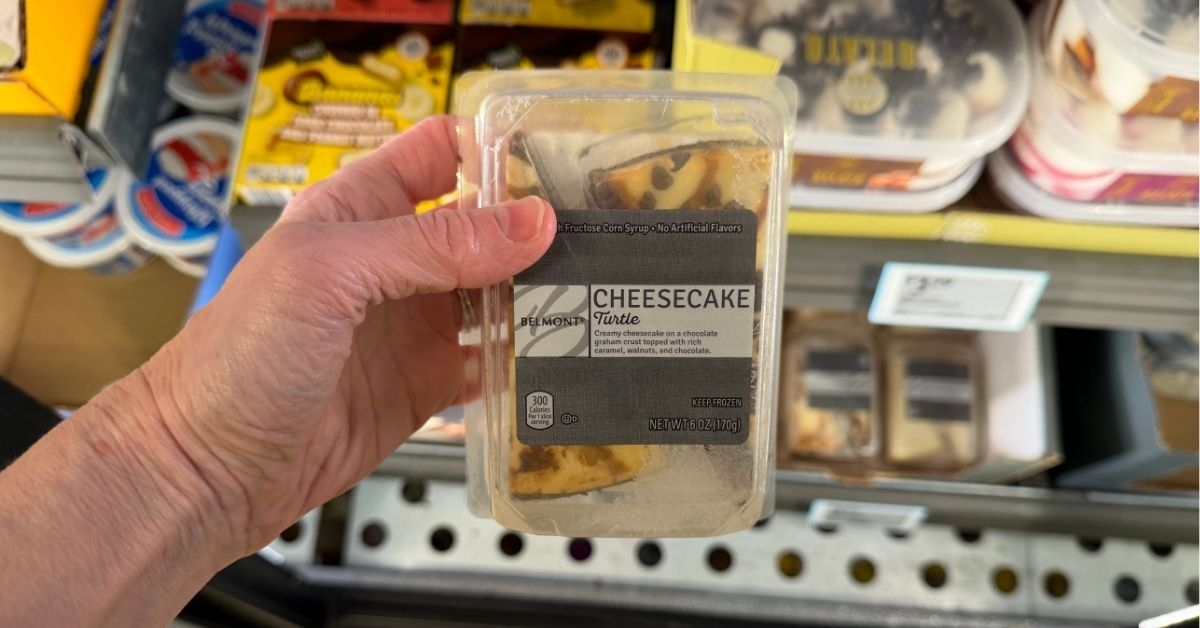 GELATO
h Fructose Corn Syrup • No Artificial Flavors
CHEESECAKE
BELMONT
Turtle
Creamy cheesecake on a chocolate
graham crust topped with rich
caramel, walnuts, and chocolate.
300
Calories
Per 1 slice
serving
KEEP FROZEN
NET WT 6 OZ (170g)